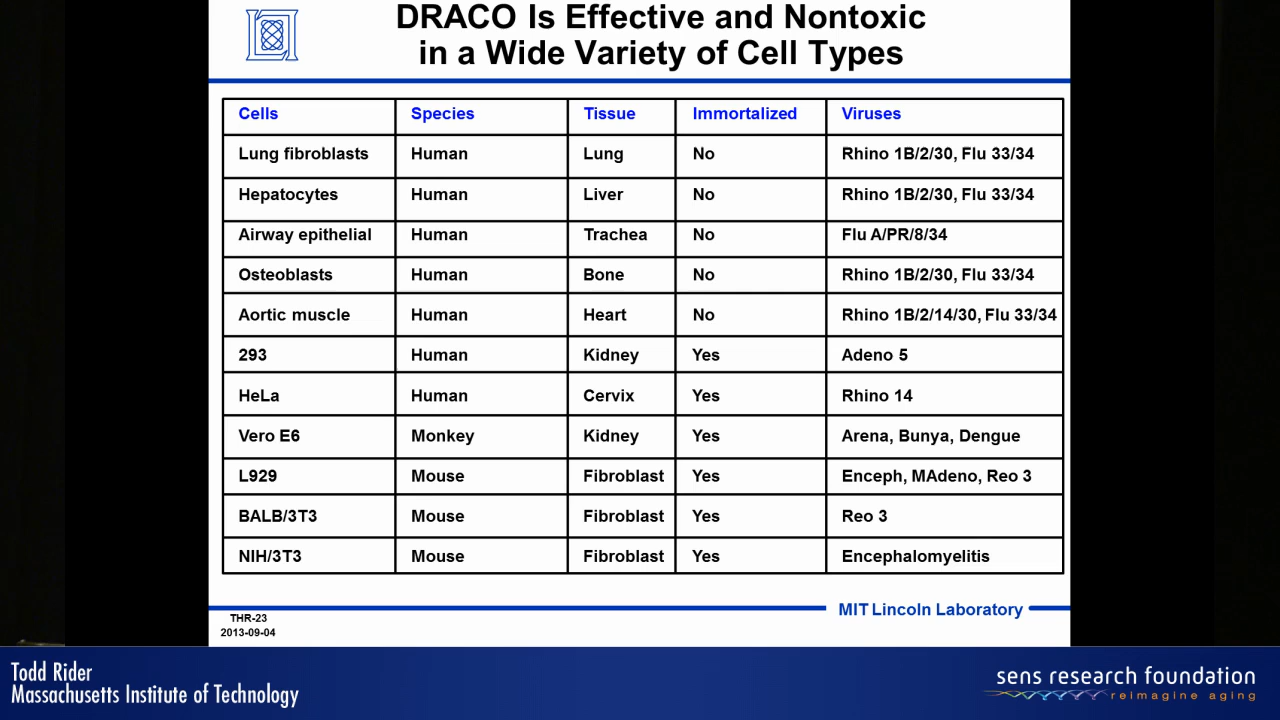 DRACO Is Effective and Nontoxic
in a Wide Variety of Cell Types
Cells Species Tissue Immortalized Viruses
Lung fibroblasts Human Lung No Rhino 1B/2/30, Flu 33/34
Hepatocytes Human Liver No Rhino 1B/2/30, Flu 33/34
Airway epithelial Human Trachea No Flu A/PR/8/34
Osteoblasts Human Bone No Rhino 1B/2/30, Flu 33/34
Aortic muscle Human Heart No Rhino 1B/2/14/30, Flu 33/34
293 Human Kidney Yes Adeno 5
HeLa Human Cervix Yes Rhino 14
Vero E6 Monkey Kidney Yes Arena, Bunya, Dengue
L929 Mouse Fibroblast Yes Enceph, MAdeno, Reo 3
BALB/3T3 Mouse Fibroblast Yes Reo 3
NIH/3T3 Mouse Fibroblast Yes Encephalomyelitis
MIT Lincoln Laboratory
THR-23
2013-09-04
Todd Rider
Massachusetts Institute of Technology
sens research foundation
reimagine aging